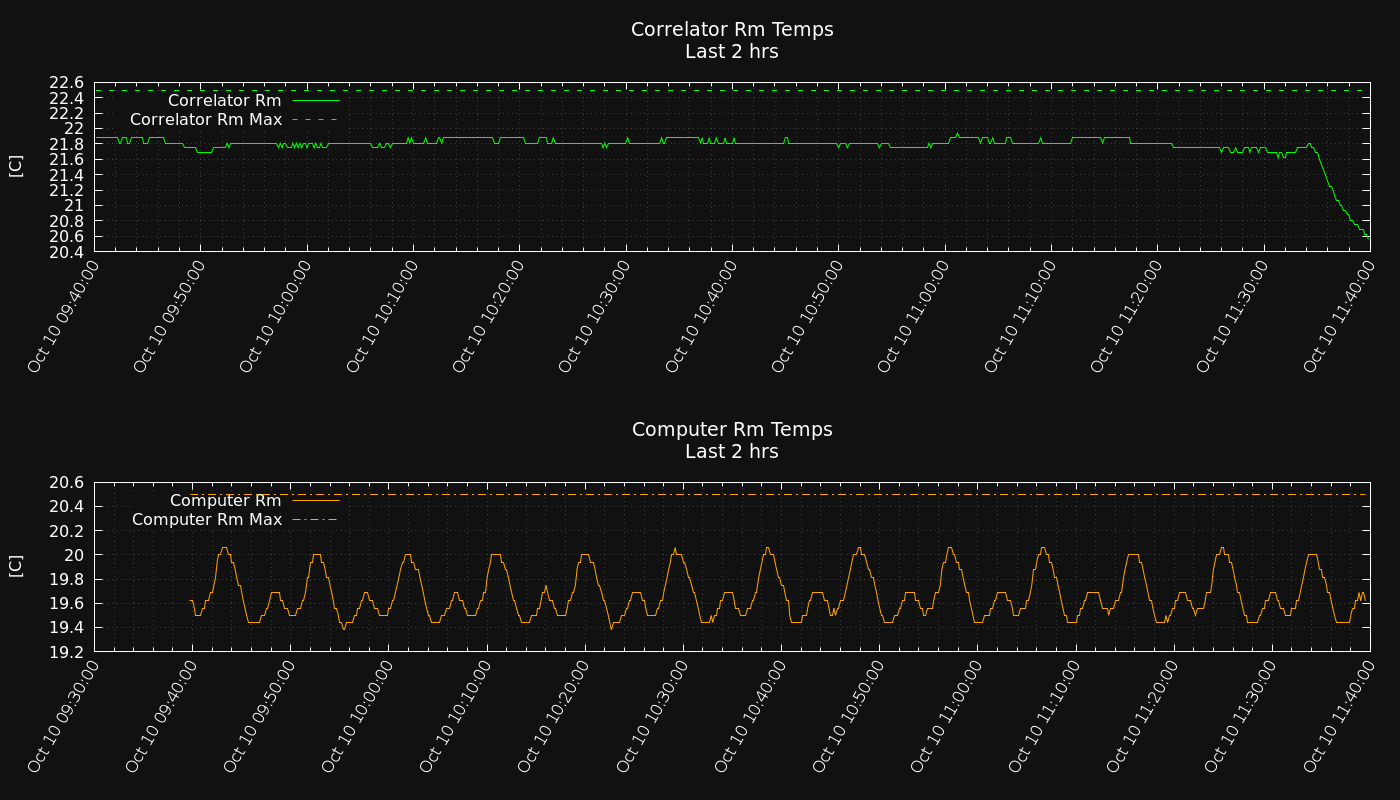 Correlator Rm Temps
Last 2 hrs
22.6
22.4
22.2
22
21.8
21.6
21.4
21.2
21
20.8
20.6
20.4
[C]
Correlator Rm
Correlator Rm Max
Oct 10 09:40:00
Oct 10 09:50:00
Oct 10 10:00:00
Oct 10 10:10:00
Oct 10 10:20:00
Oct 10 10:30:00
Oct 10 10:40:00
Oct 10 10:50:00
Oct 10 11:00:00
Oct 10 11:10:00
Oct 10 11:20:00
Oct 10 11:30:00
Oct 10 11:40:00
Computer Rm Temps
Last 2 hrs
20.6
20.4
20.2
20
19.8
19.6
19.4
19.2
[C]
Computer Rm
Computer Rm Max
Oct 10 09:30:00
Oct 10 09:40:00
Oct 10 09:50:00
Oct 10 10:00:00
Oct 10 10:10:00
Oct 10 10:20:00
Oct 10 10:30:00
Oct 10 10:40:00
Oct 10 10:50:00
Oct 10 11:00:00
Oct 10 11:10:00
Oct 10 11:20:00
Oct 10 11:30:00
Oct 10 11:40:00